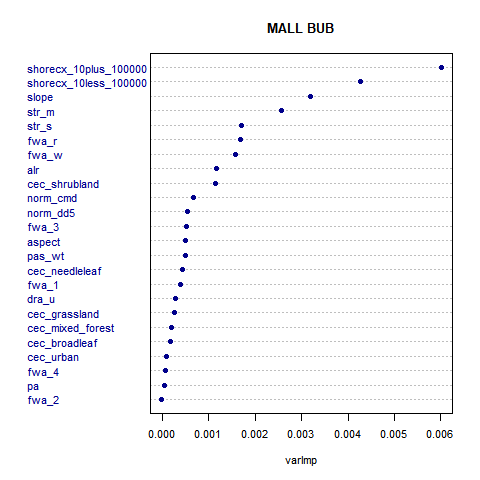 MALL BUB
shorecx_10plus_100000
shorecx_10less_100000
slope
str_m
str_s
fwa_r
fwa_w
alr
cec_shrubland
norm_cmd
norm_dd5
fwa_3
aspect
pas_wt
cec_needleleaf
fwa_1
dra_u
cec_grassland
cec_mixed_forest
cec_broadleaf
cec_urban
fwa_4
pa
fwa_2
0.000 0.001 0.002 0.003 0.004 0.005 0.006
varImp